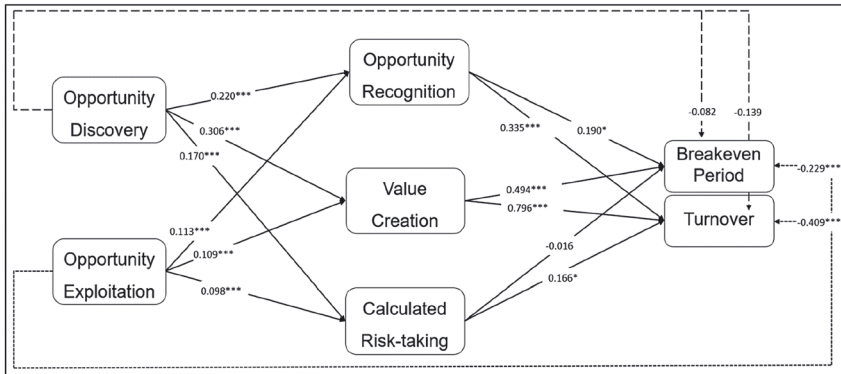 Opportunity
Discovery
Opportunity
Exploitation
0.220***
0.306***
0.170***
0.113***
0.109***
0.098***
Opportunity
Recognition
Value
Creation
Calculated
Risk-taking
0.335***
0.190*
0.494***
0.796***
-0.016
0.166*
-0.082
-0.139
Breakeven
Period
Turnover
-0.229***
-0.409***